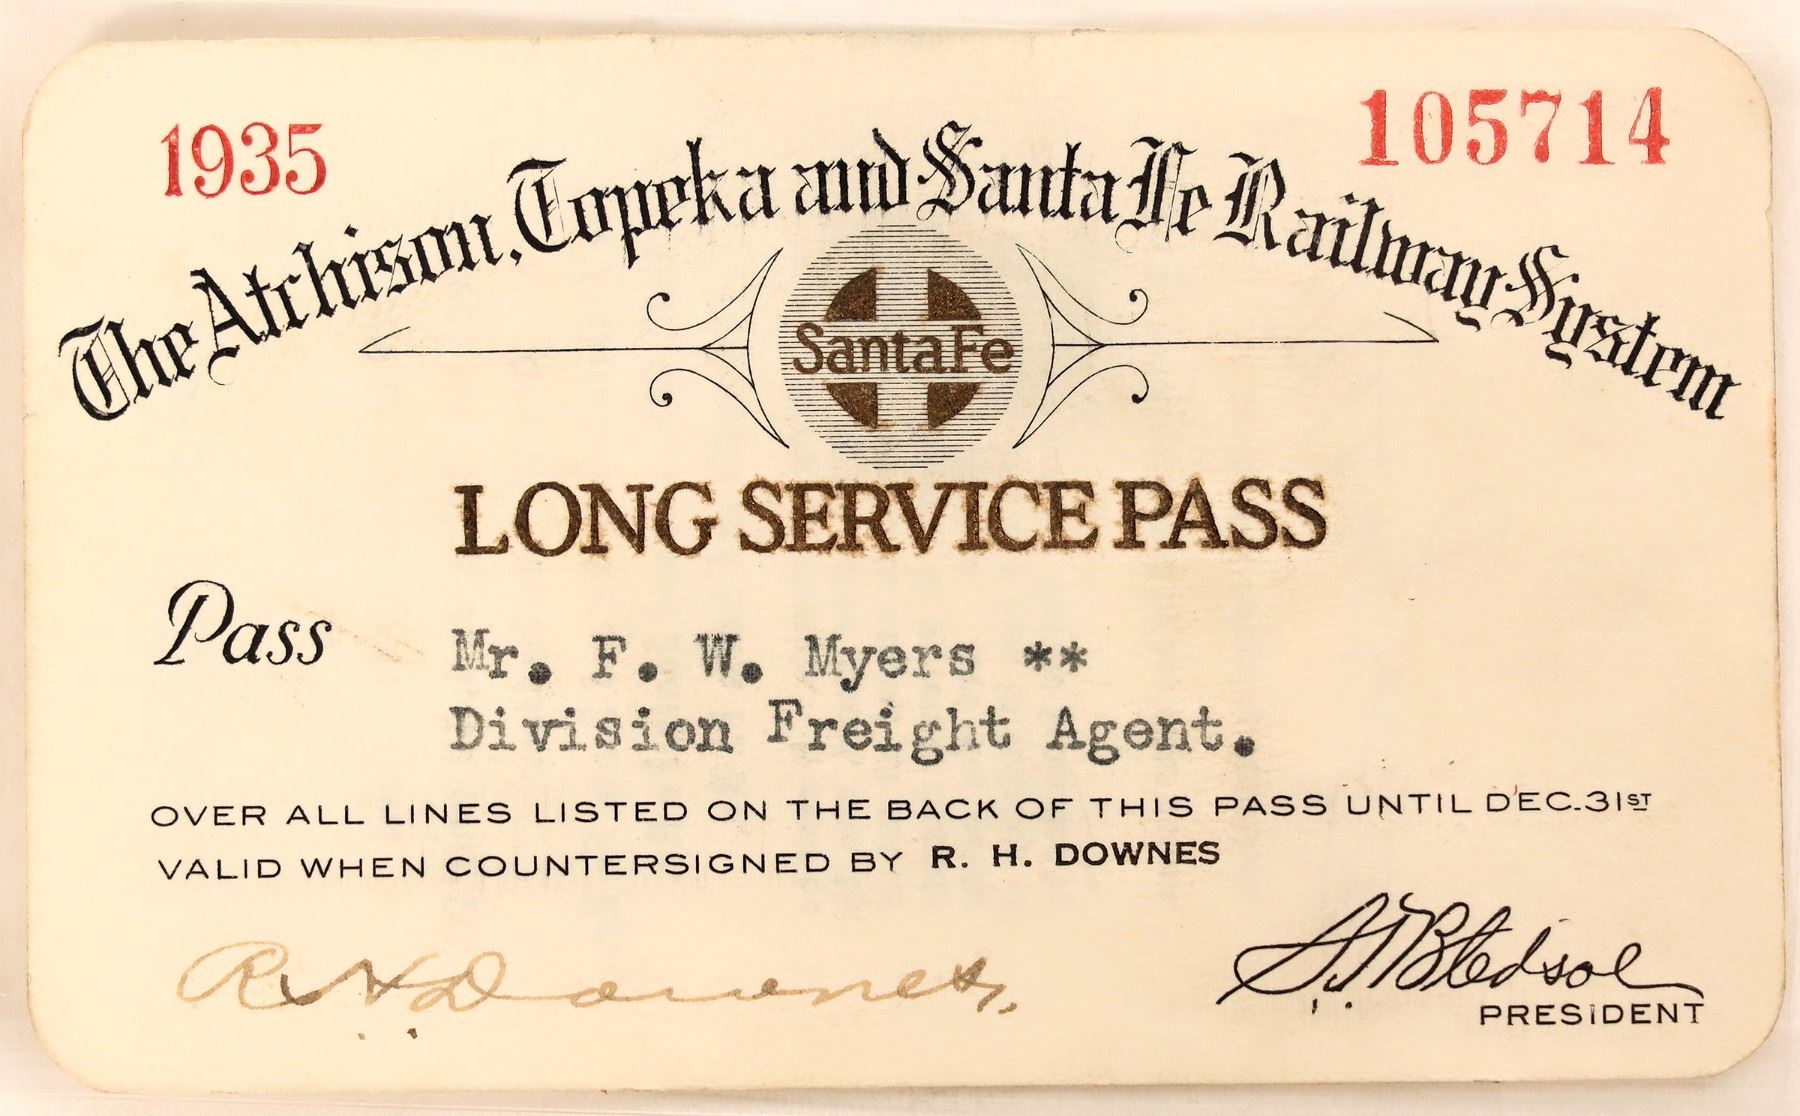 1935
105714
The Atchison, Topeka and Santa Fe Railway System
Santa Fe
LONG SERVICE PASS
Pass
Mr. F. W. Myers **
Division Freight Agent.
OVER ALL LINES LISTED ON THE BACK OF THIS PASS UNTIL DEC. 31ST
VALID WHEN COUNTERSIGNED BY R. H. DOWNES
R H Downes.
S. T. Bledsoe
PRESIDENT